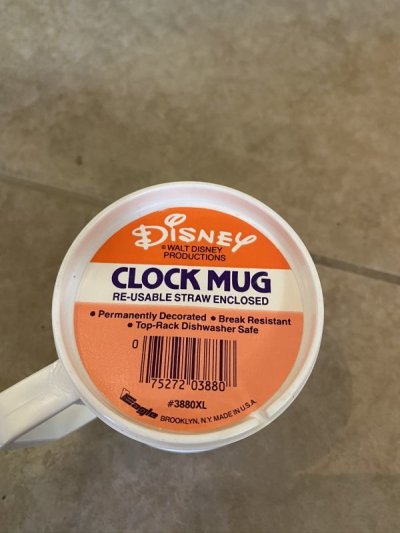 Disney
© WALT DISNEY
PRODUCTIONS
CLOCK MUG
RE-USABLE STRAW ENCLOSED
• Permanently Decorated • Break Resistant
• Top-Rack Dishwasher Safe
0 75272 03880
#3880XL
Eagle BROOKLYN, N.Y. MADE IN U.S.A.